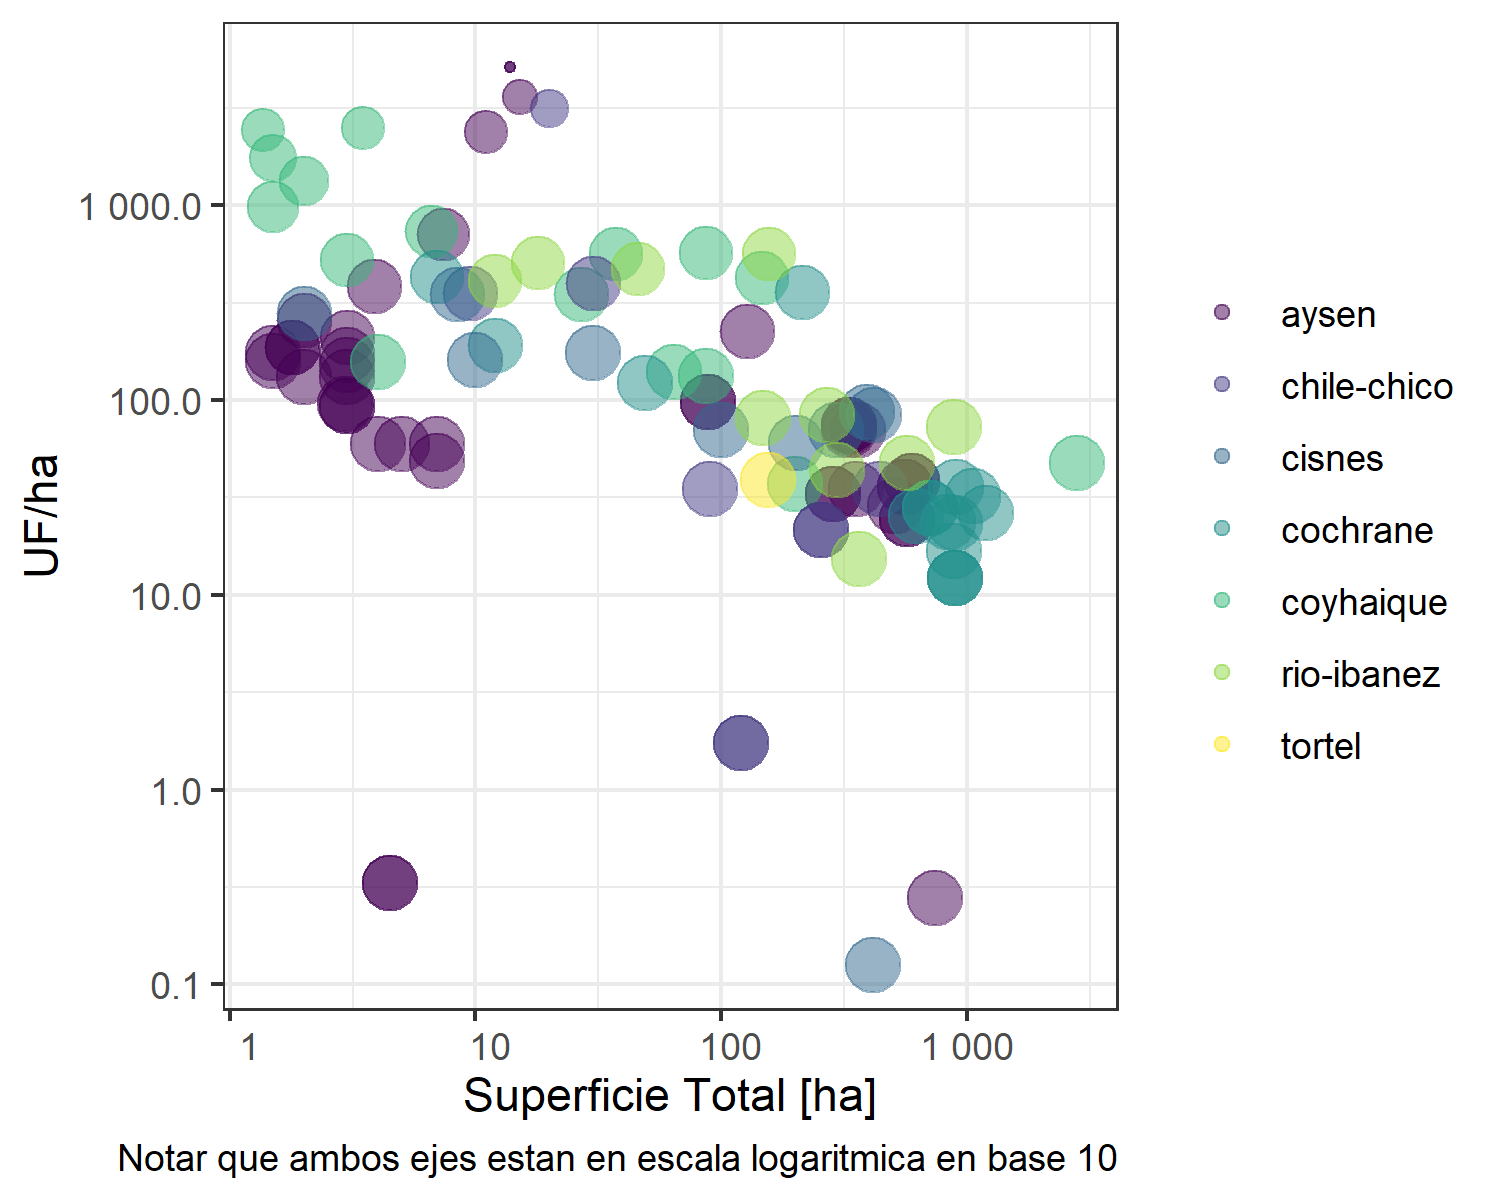 UF/ha
1 000.0
100.0
10.0
1.0
0.1
1
10
100
1 000
Superficie Total [ha]
Notar que ambos ejes estan en escala logaritmica en base 10
aysen
chile-chico
cisnes
cochrane
coyhaique
rio-ibanez
tortel